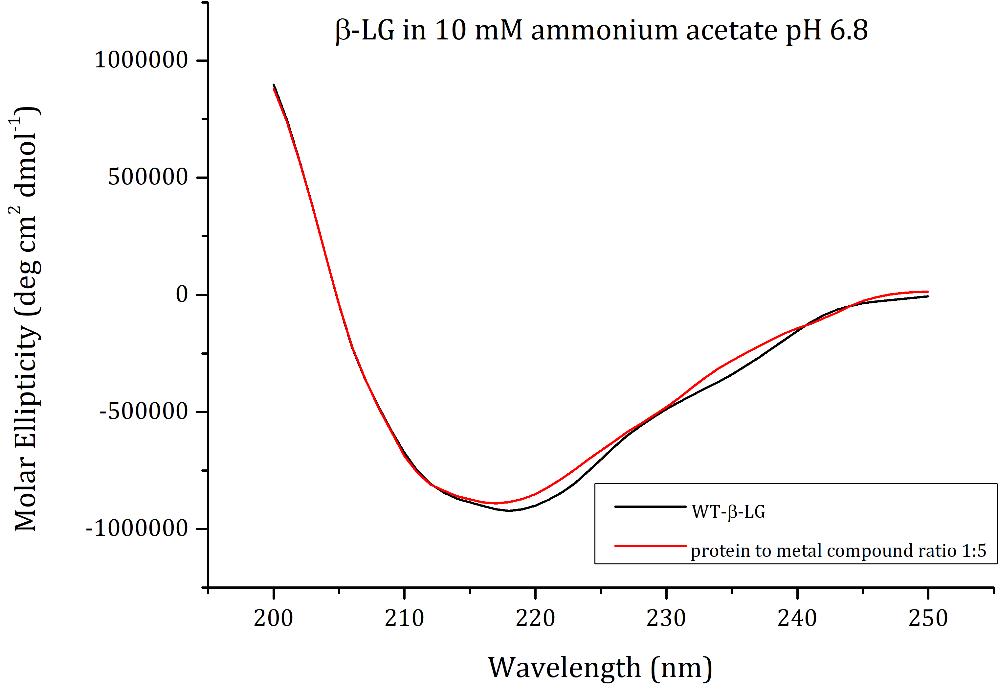 β-LG in 10 mM ammonium acetate pH 6.8
Molar Ellipticity (deg cm² dmol⁻¹)
1000000
500000
0
-500000
-1000000
WT-β-LG
protein to metal compound ratio 1:5
200 210 220 230 240 250
Wavelength (nm)